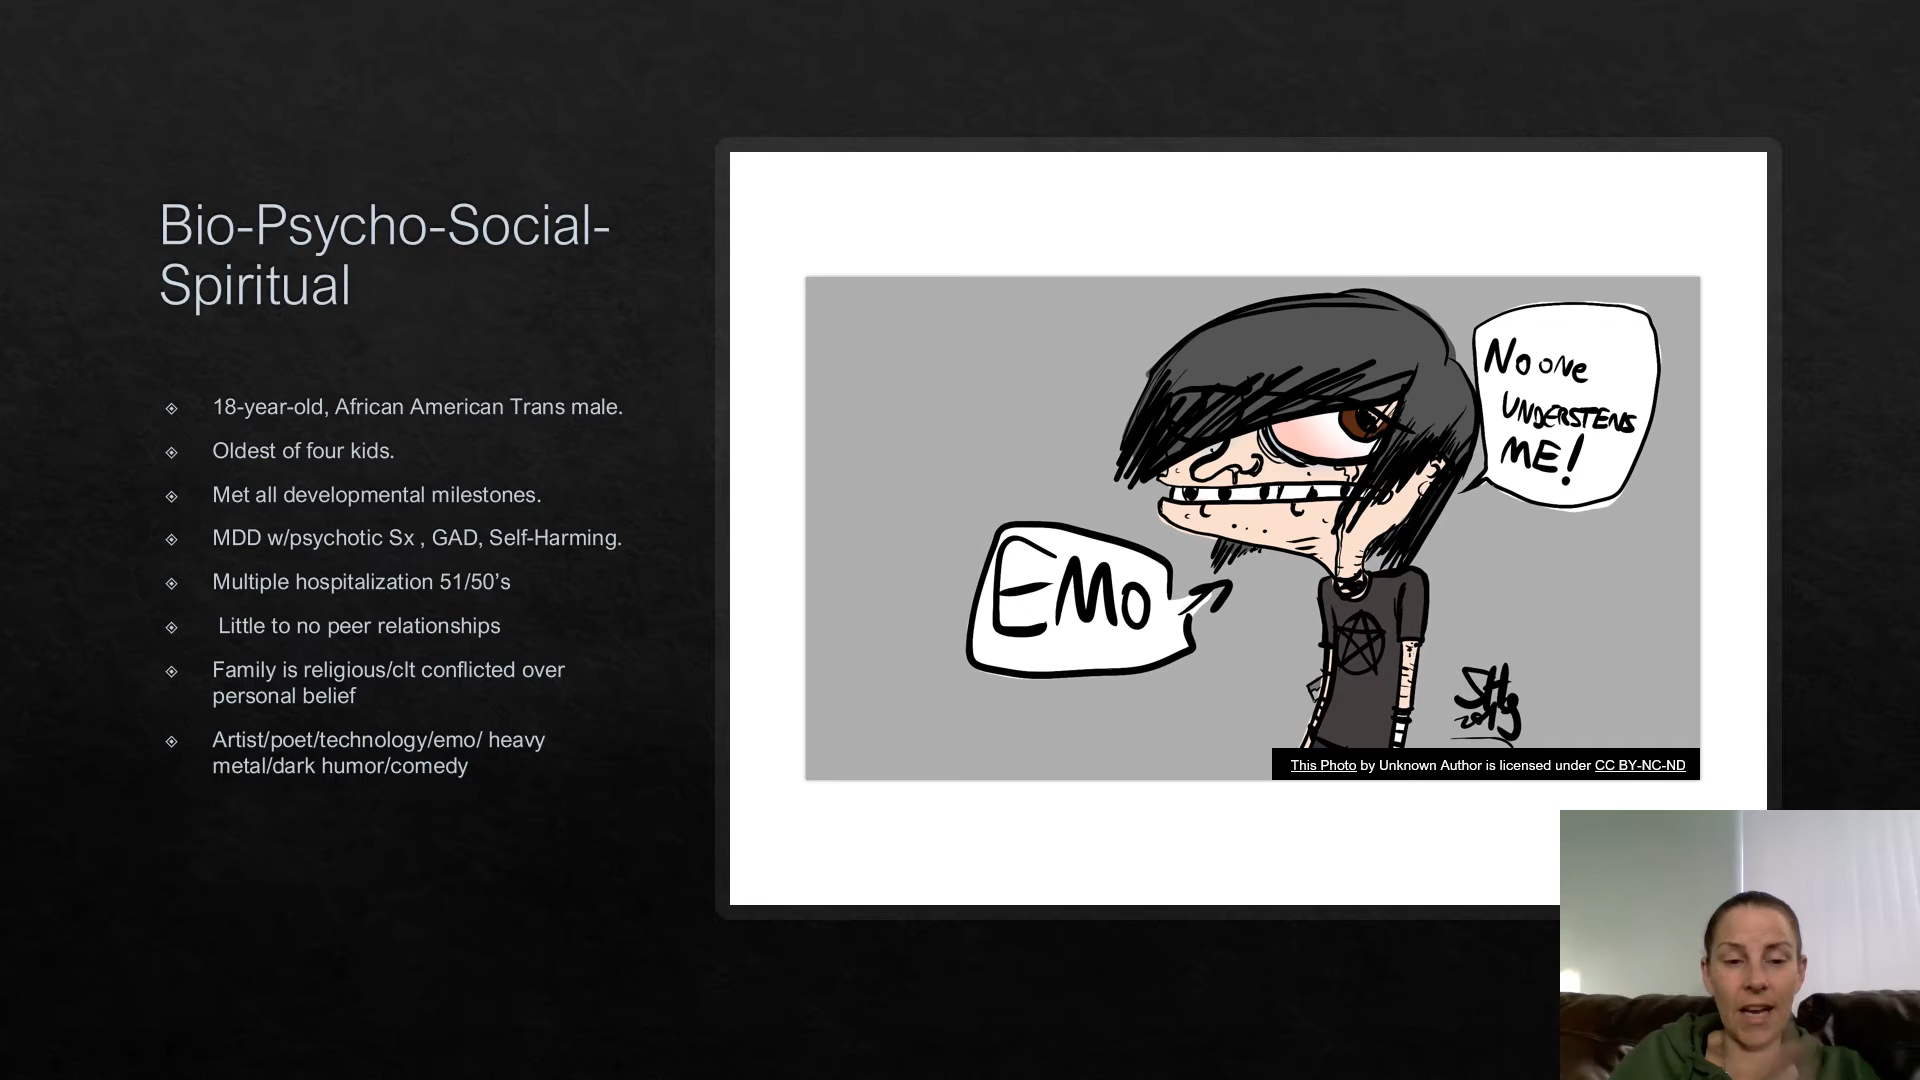 Bio-Psycho-Social-
Spiritual
18-year-old, African American Trans male.
Oldest of four kids.
Met all developmental milestones.
MDD w/psychotic Sx , GAD, Self-Harming.
Multiple hospitalization 51/50’s
Little to no peer relationships
Family is religious/clt conflicted over
personal belief
Artist/poet/technology/emo/ heavy
metal/dark humor/comedy
No one
UNDERSTENS
ME!
EMO
This Photo by Unknown Author is licensed under CC BY-NC-ND